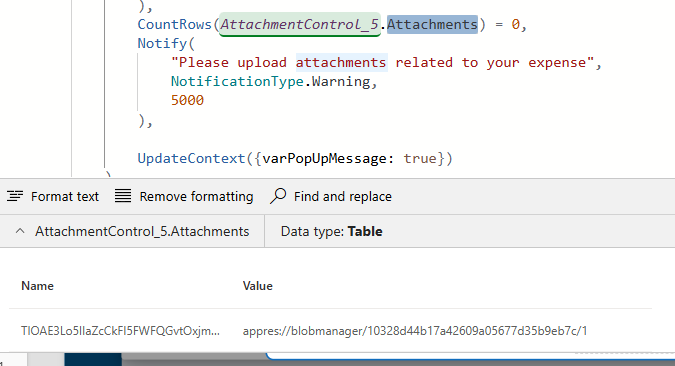 ),
CountRows(AttachmentControl_5.Attachments) = 0,
Notify(
"Please upload attachments related to your expense",
NotificationType.Warning,
5000
),
UpdateContext({varPopUpMessage: true})
Format text Remove formatting Find and replace
AttachmentControl_5.Attachments Data type: Table
Name Value
appres://blobmanager/10328d44b17a42609a05677d35b9eb7c/1